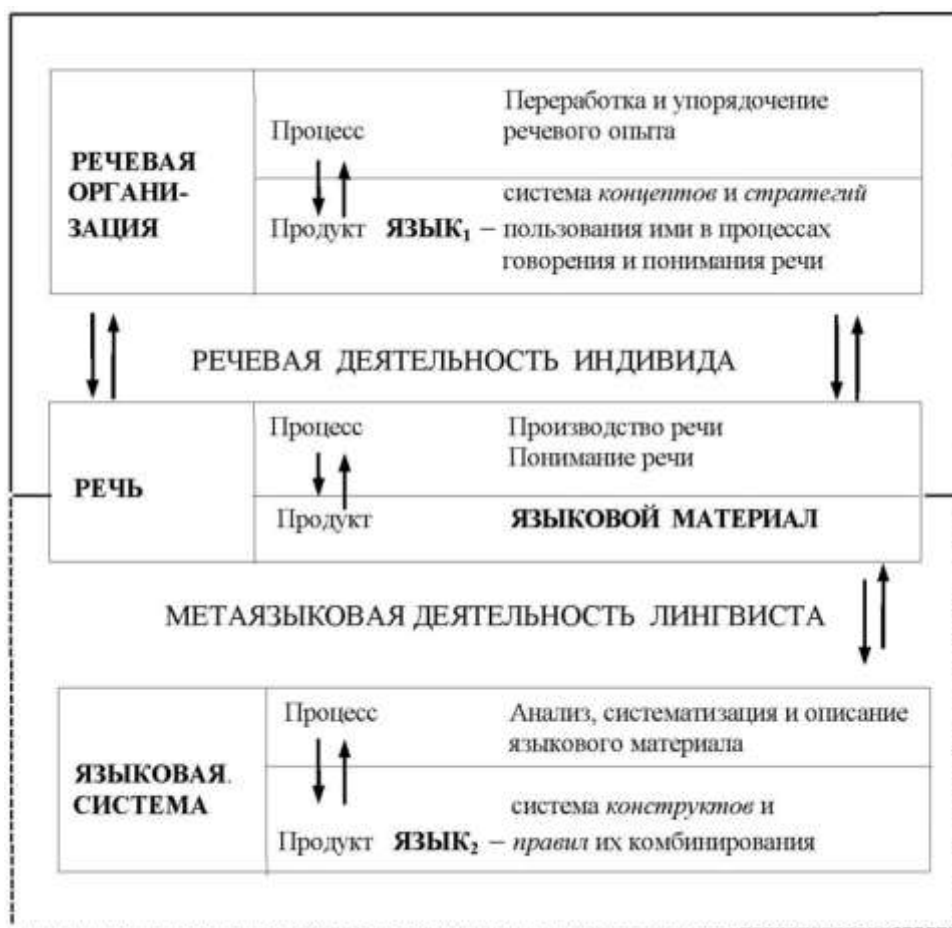 РЕЧЕВАЯ
ОРГАНИ-
ЗАЦИЯ
Процесс
Переработка и упорядочение
речевого опыта
система концептов и стратегий
Продукт ЯЗЫК₁ – пользования ими в процессах
говорения и понимания речи
РЕЧЕВАЯ ДЕЯТЕЛЬНОСТЬ ИНДИВИДА
РЕЧЬ
Процесс
Производство речи
Понимание речи
Продукт
ЯЗЫКОВОЙ МАТЕРИАЛ
МЕТАЯЗЫКОВАЯ ДЕЯТЕЛЬНОСТЬ ЛИНГВИСТА
ЯЗЫКОВАЯ.
СИСТЕМА
Процесс
Анализ, систематизация и описание
языкового материала
система конструктов и
Продукт ЯЗЫК₂ – правил их комбинирования